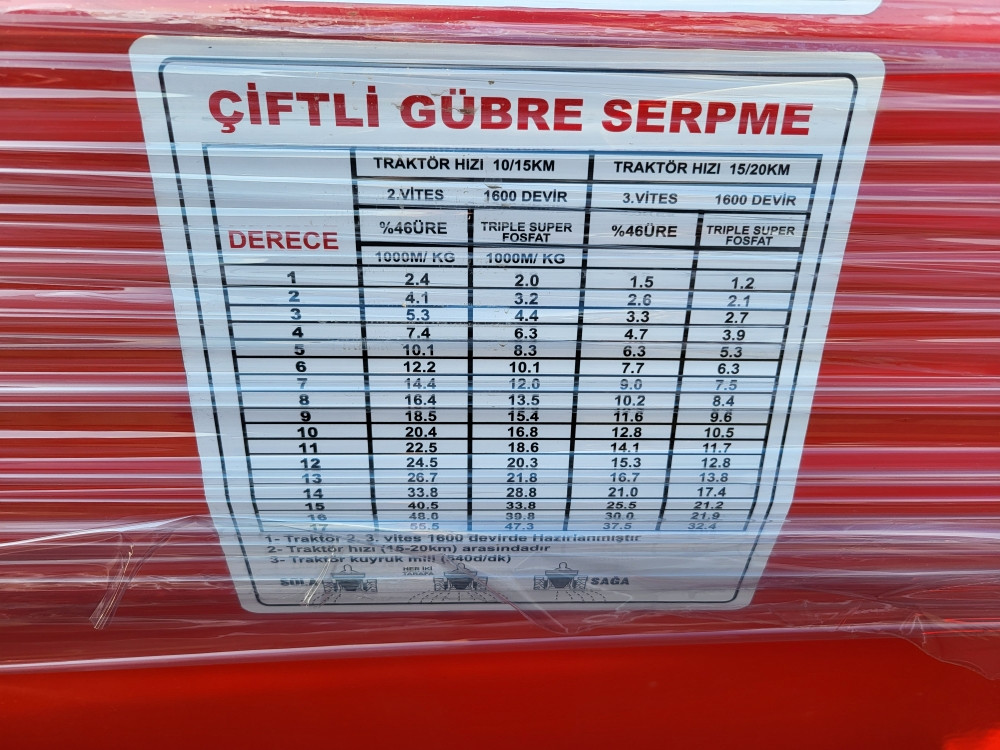 ÇİFTLİ GÜBRE SERPME
TRAKTÖR HIZI 10/15KM TRAKTÖR HIZI 15/20KM
2.VİTES 1600 DEVİR 3.VİTES 1600 DEVİR
DERECE %46ÜRE TRIPLE SUPER FOSFAT %46ÜRE TRIPLE SUPER FOSFAT
1000M/ KG 1000M/ KG
1 2.4 2.0 1.5 1.2
2 4.1 3.2 2.6 2.1
3 5.3 4.4 3.3 2.7
4 7.4 6.3 4.7 3.9
5 10.1 8.3 6.3 5.3
6 12.2 10.1 7.7 6.3
7 14.4 12.0 9.0 7.5
8 16.4 13.5 10.2 8.4
9 18.5 15.4 11.6 9.6
10 20.4 16.8 12.8 10.5
11 22.5 18.6 14.1 11.7
12 24.5 20.3 15.3 12.8
13 26.7 21.8 16.7 13.8
14 33.8 28.8 21.0 17.4
15 40.5 33.8 25.5 21.2
16 48.0 39.8 30.0 21.9
17 55.5 47.3 37.5 32.4
1- Traktör 2. 3. vites 1600 devirde Hazırlanmıştır
2- Traktör hızı (15-20km) arasındadır
3- Traktör kuyruk mili (540d/dk)
SOLA HER İKİ TARAFA SAĞA